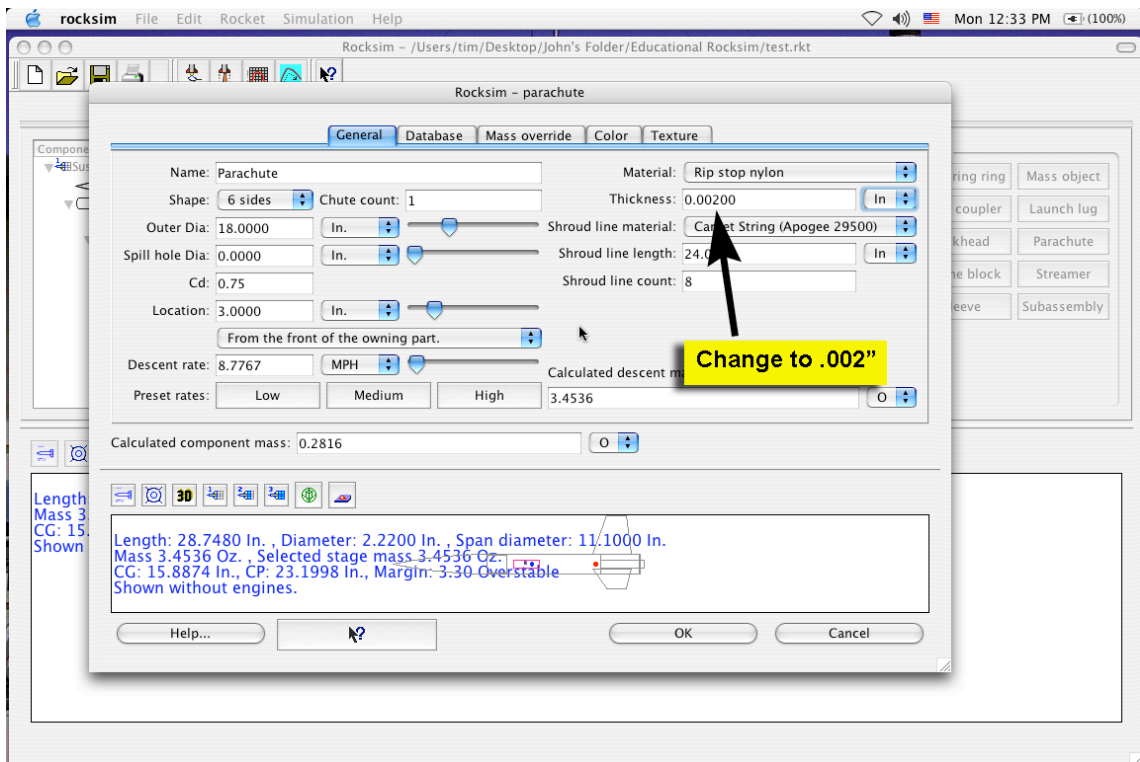 rocksim File Edit Rocket Simulation Help Mon 12:33 PM (100%)
Rocksim – /Users/tim/Desktop/John's Folder/Educational Rocksim/test.rkt
Rocksim – parachute
General Database Mass override Color Texture
Name: Parachute Material: Rip stop nylon
Shape: 6 sides Chute count: 1 Thickness: 0.00200 In
Outer Dia: 18.0000 In. Shroud line material: String (Apogee 29500)
Spill hole Dia: 0.0000 In. Shroud line length: 24. In
Cd: 0.75 Shroud line count: 8
Location: 3.0000 In.
From the front of the owning part.
Change to .002”
Descent rate: 8.7767 MPH Calculated descent
Preset rates: Low Medium High 3.4536 O
Calculated component mass: 0.2816 O
3D
Length: 28.7480 In. , Diameter: 2.2200 In. , Span diameter: 11.1000 In.
Mass 3.4536 Oz. , Selected stage mass 3.4536 Oz.
CG: 15.8874 In., CP: 23.1998 In., Margin: 3.30 Overstable
Shown without engines.
Help... OK Cancel
Compone
Sus
ring ring Mass object
coupler Launch lug
khead Parachute
ne block Streamer
leeve Subassembly
Length
Mass 3.
CG: 15.
Shown